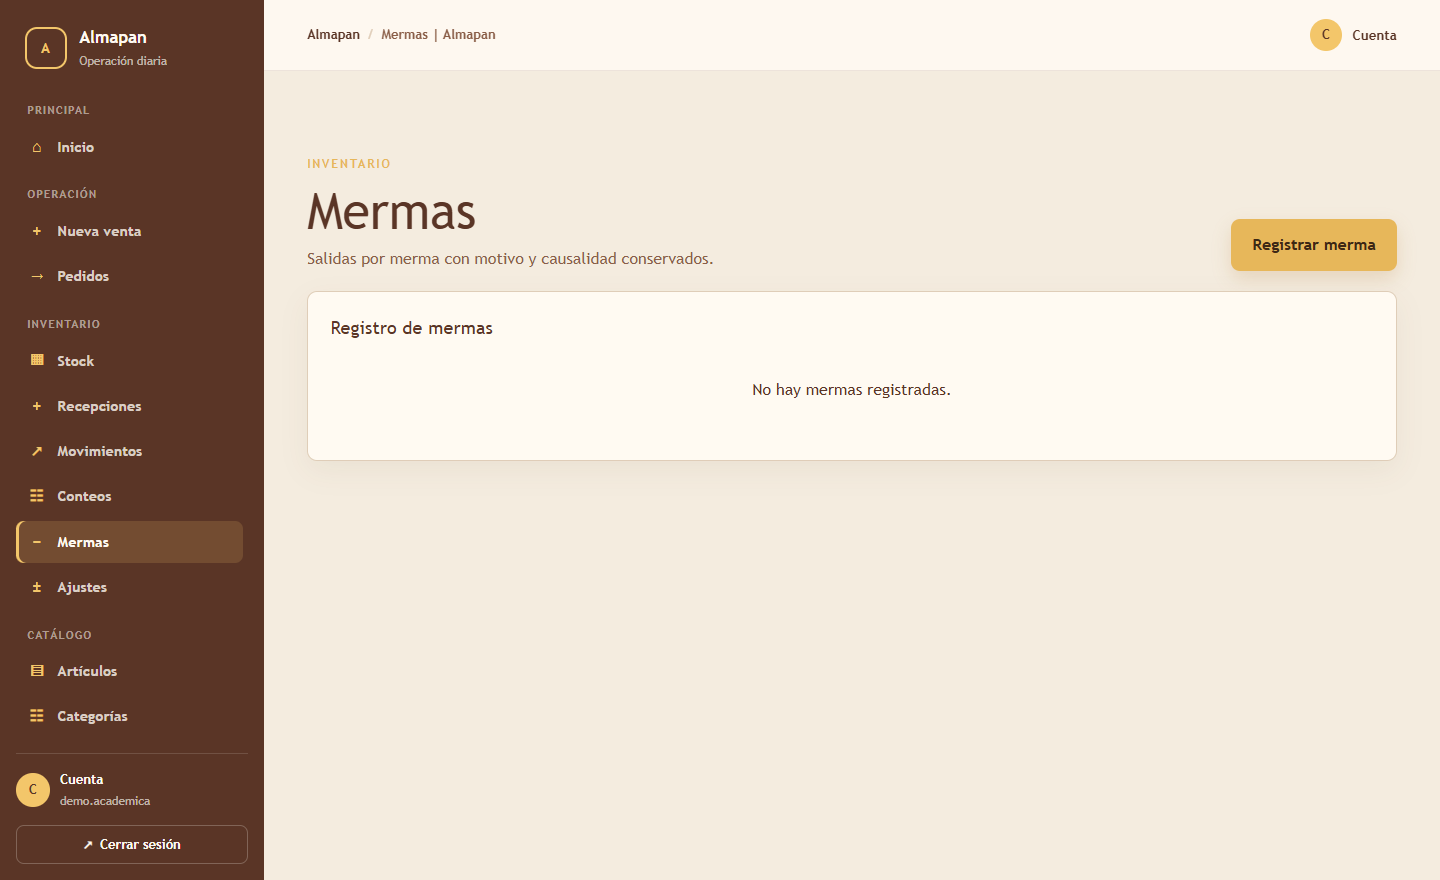 A
Almapan
Operación diaria
PRINCIPAL
⌂ Inicio
OPERACIÓN
+ Nueva venta
→ Pedidos
INVENTARIO
▦ Stock
+ Recepciones
↗ Movimientos
☷ Conteos
− Mermas
± Ajustes
CATÁLOGO
▤ Artículos
☷ Categorías
C
Cuenta
demo.academica
↗ Cerrar sesión
Almapan / Mermas | Almapan
C Cuenta
INVENTARIO
Mermas
Salidas por merma con motivo y causalidad conservados.
Registrar merma
Registro de mermas
No hay mermas registradas.